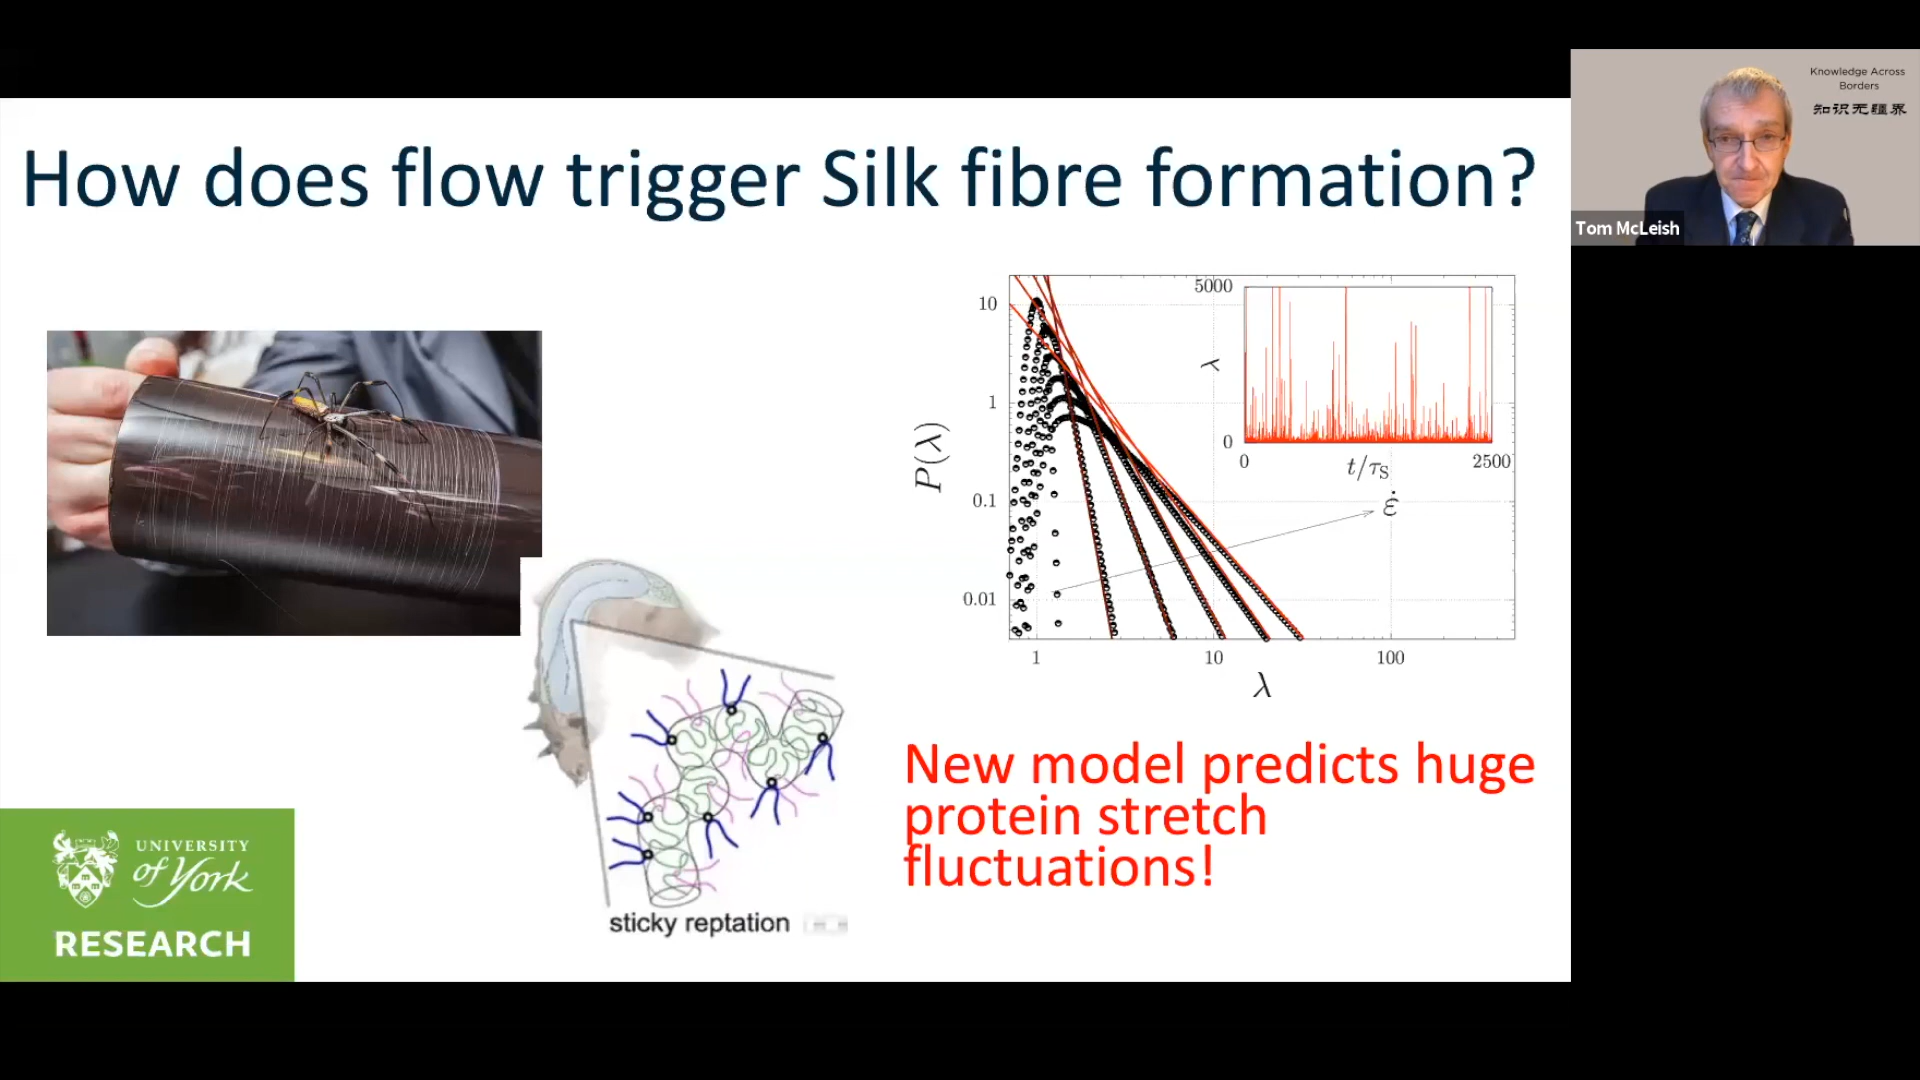 How does flow trigger Silk fibre formation?
Knowledge Across
Borders
知识无疆界
Tom McLeish
10
1
0.1
0.01
P(λ)
1
10
100
λ
5000
0
λ
0
2500
t/τS
ε̇
sticky reptation
New model predicts huge
protein stretch
fluctuations!
UNIVERSITY
of York
RESEARCH